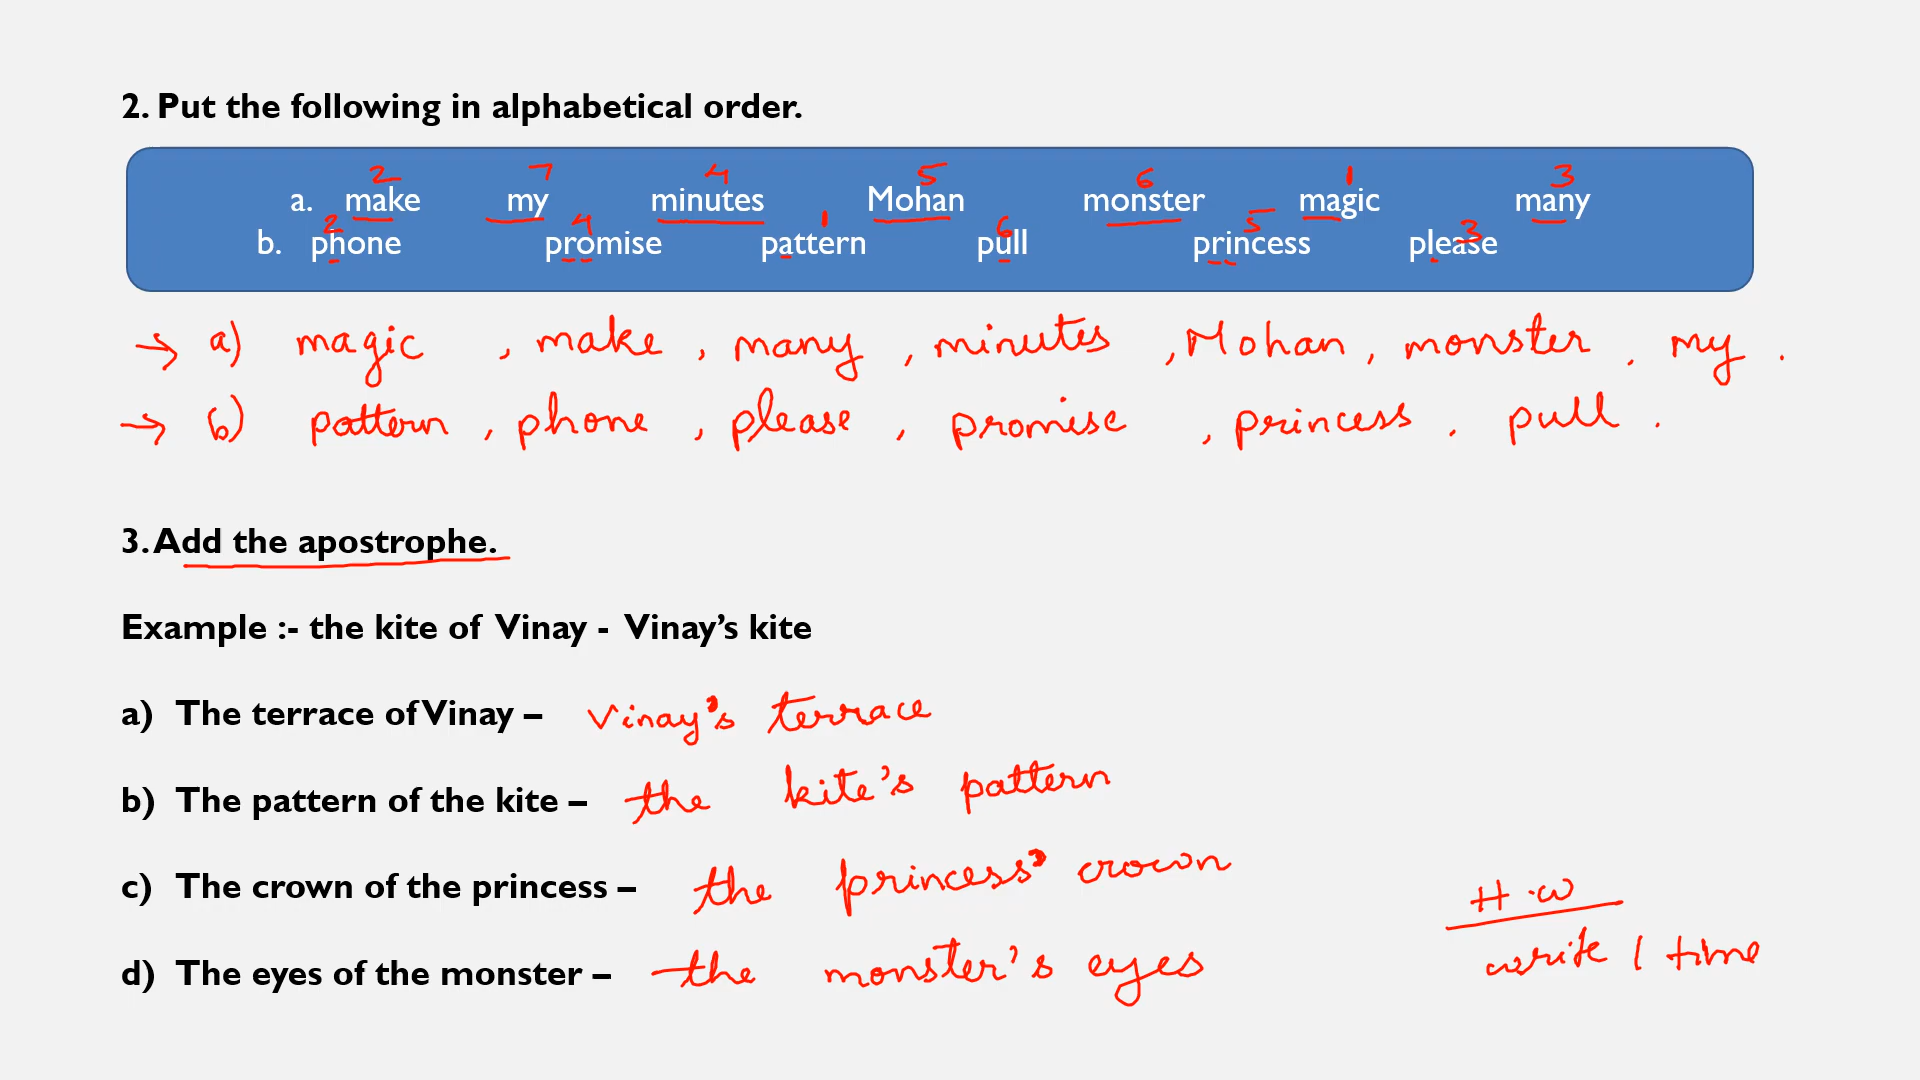 2. Put the following in alphabetical order.
2 7 4 5 6 1 3
a. make my minutes Mohan monster magic many
2 4 1 6 5 3
b. phone promise pattern pull princess please
→ a) magic , make , many , minutes , Mohan , monster . my .
→ b) pattern , phone , please , promise , princess . pull .
3. Add the apostrophe.
Example :- the kite of Vinay - Vinay’s kite
a) The terrace of Vinay – Vinay's terrace
b) The pattern of the kite – the kite's pattern
c) The crown of the princess – the princess' crown
d) The eyes of the monster – the monster's eyes
H.W
write 1 time